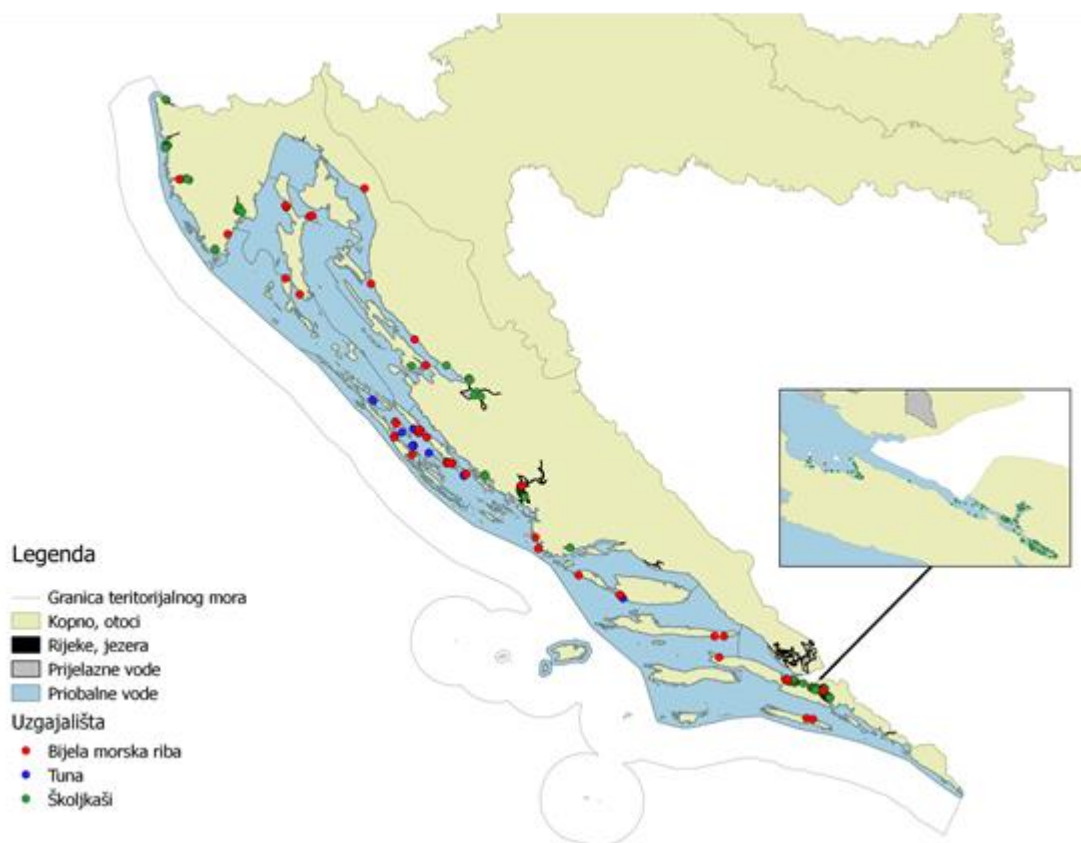 Legenda
Granica teritorijalnog mora
Kopno, otoci
Rijeke, jezera
Prijelazne vode
Priobalne vode
Uzgajališta
Bijela morska riba
Tuna
Školjkaši